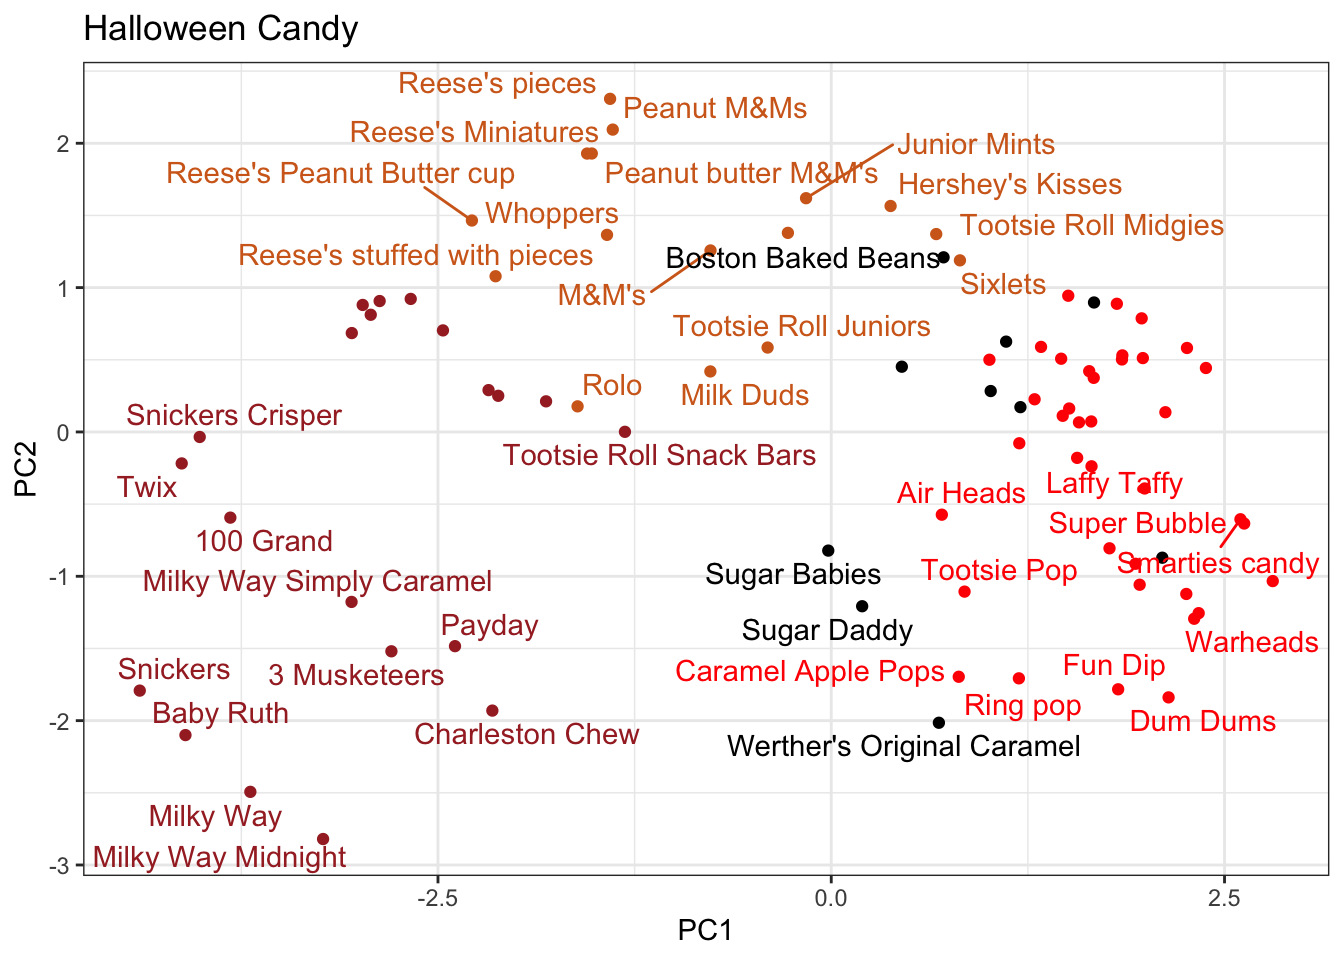 Halloween Candy
Reese's pieces
Peanut M&Ms
Reese's Miniatures
Junior Mints
Reese's Peanut Butter cup
Peanut butter M&M's
Hershey's Kisses
Whoppers
Tootsie Roll Midgies
Reese's stuffed with pieces
Boston Baked Beans
M&M's
Sixlets
Tootsie Roll Juniors
Rolo
Milk Duds
Snickers Crisper
Tootsie Roll Snack Bars
Twix
Air Heads
Laffy Taffy
100 Grand
Super Bubble
Milky Way Simply Caramel
Sugar Babies
Tootsie Pop
Smarties candy
Payday
Sugar Daddy
Warheads
Snickers
3 Musketeers
Caramel Apple Pops
Fun Dip
Baby Ruth
Ring pop
Charleston Chew
Dum Dums
Werther's Original Caramel
Milky Way
Milky Way Midnight
2
1
0
-1
-2
-3
PC2
-2.5
0.0
2.5
PC1